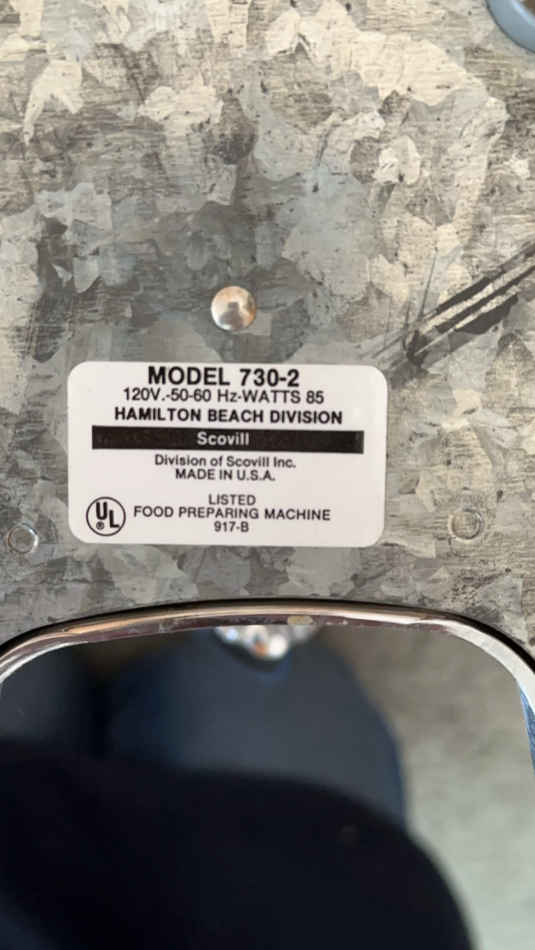 MODEL 730-2
120V.-50-60 Hz-WATTS 85
HAMILTON BEACH DIVISION
Scovill
Division of Scovill Inc.
MADE IN U.S.A.
LISTED
UL FOOD PREPARING MACHINE
917-B